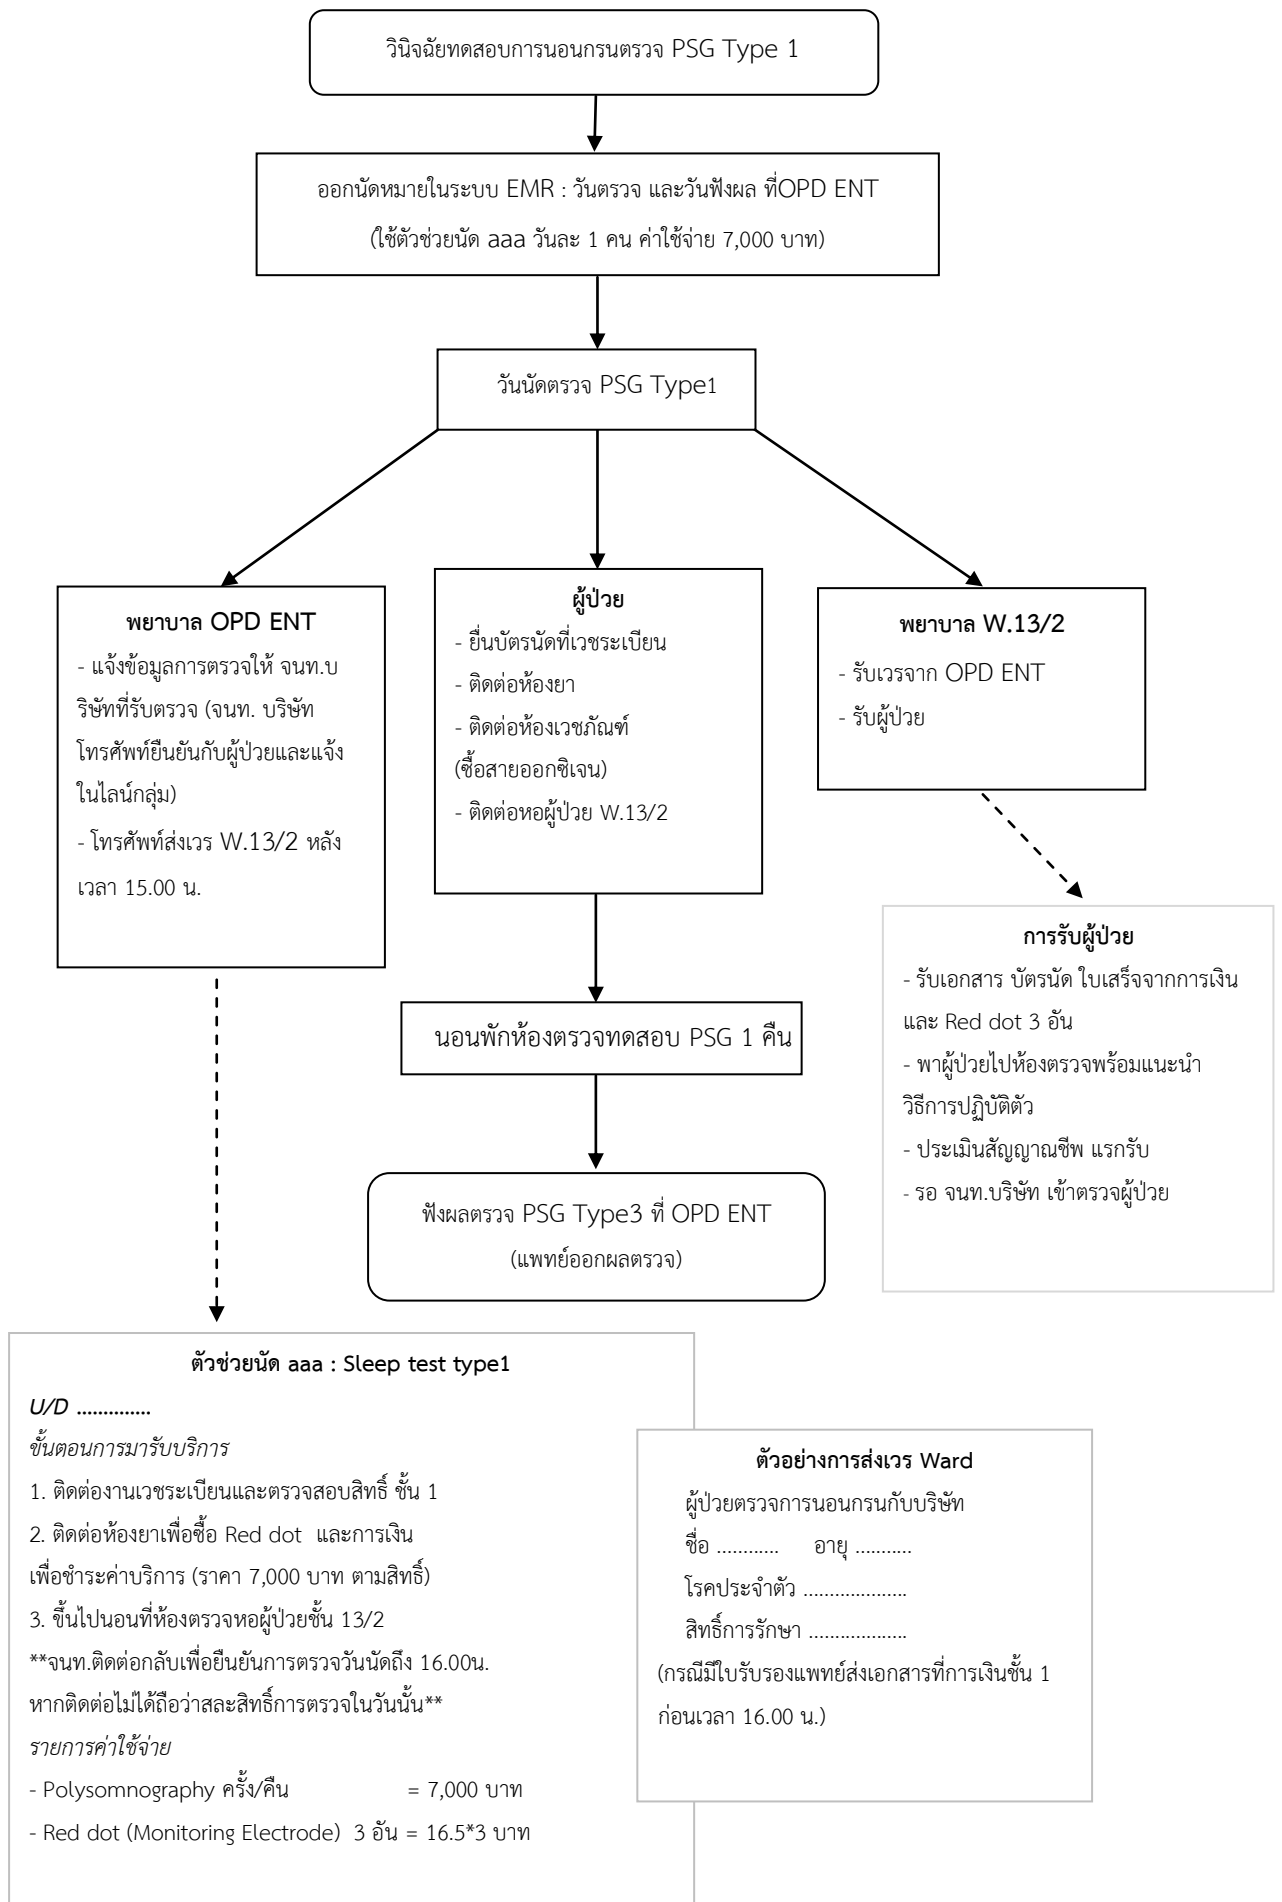 วินิจฉัยทดสอบการนอนกรนตรวจ PSG Type 1
ออกนัดหมายในระบบ EMR : วันตรวจ และวันฟังผล ที่OPD ENT
(ใช้ตัวช่วยนัด aaa วันละ 1 คน ค่าใช้จ่าย 7,000 บาท)
วันนัดตรวจ PSG Type1
พยาบาล OPD ENT
- แจ้งข้อมูลการตรวจให้ จนท.บ
ริษัทที่รับตรวจ (จนท. บริษัท
โทรศัพท์ยืนยันกับผู้ป่วยและแจ้ง
ในไลน์กลุ่ม)
- โทรศัพท์ส่งเวร W.13/2 หลัง
เวลา 15.00 น.
ผู้ป่วย
- ยื่นบัตรนัดที่เวชระเบียน
- ติดต่อห้องยา
- ติดต่อห้องเวชภัณฑ์
(ซื้อสายออกซิเจน)
- ติดต่อหอผู้ป่วย W.13/2
พยาบาล W.13/2
- รับเวรจาก OPD ENT
- รับผู้ป่วย
การรับผู้ป่วย
- รับเอกสาร บัตรนัด ใบเสร็จจากการเงิน
และ Red dot 3 อัน
- พาผู้ป่วยไปห้องตรวจพร้อมแนะนำ
วิธีการปฏิบัติตัว
- ประเมินสัญญาณชีพ แรกรับ
- รอ จนท.บริษัท เข้าตรวจผู้ป่วย
นอนพักห้องตรวจทดสอบ PSG 1 คืน
ฟังผลตรวจ PSG Type3 ที่ OPD ENT
(แพทย์ออกผลตรวจ)
ตัวช่วยนัด aaa : Sleep test type1
U/D ..............
ขั้นตอนการมารับบริการ
1. ติดต่องานเวชระเบียนและตรวจสอบสิทธิ์ ชั้น 1
2. ติดต่อห้องยาเพื่อซื้อ Red dot และการเงิน
เพื่อชำระค่าบริการ (ราคา 7,000 บาท ตามสิทธิ์)
3. ขึ้นไปนอนที่ห้องตรวจหอผู้ป่วยชั้น 13/2
**จนท.ติดต่อกลับเพื่อยืนยันการตรวจวันนัดถึง 16.00น.
หากติดต่อไม่ได้ถือว่าสละสิทธิ์การตรวจในวันนั้น**
รายการค่าใช้จ่าย
- Polysomnography ครั้ง/คืน = 7,000 บาท
- Red dot (Monitoring Electrode) 3 อัน = 16.5*3 บาท
ตัวอย่างการส่งเวร Ward
ผู้ป่วยตรวจการนอนกรนกับบริษัท
ชื่อ ............ อายุ ...........
โรคประจำตัว ....................
สิทธิ์การรักษา ...................
(กรณีมีใบรับรองแพทย์ส่งเอกสารที่การเงินชั้น 1
ก่อนเวลา 16.00 น.)